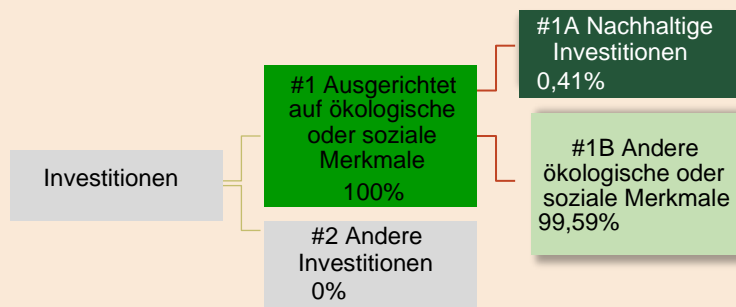 Investitionen
#1 Ausgerichtet
auf ökologische
oder soziale
Merkmale
100%
#2 Andere
Investitionen
0%
#1A Nachhaltige
Investitionen
0,41%
#1B Andere
ökologische oder
soziale Merkmale
99,59%